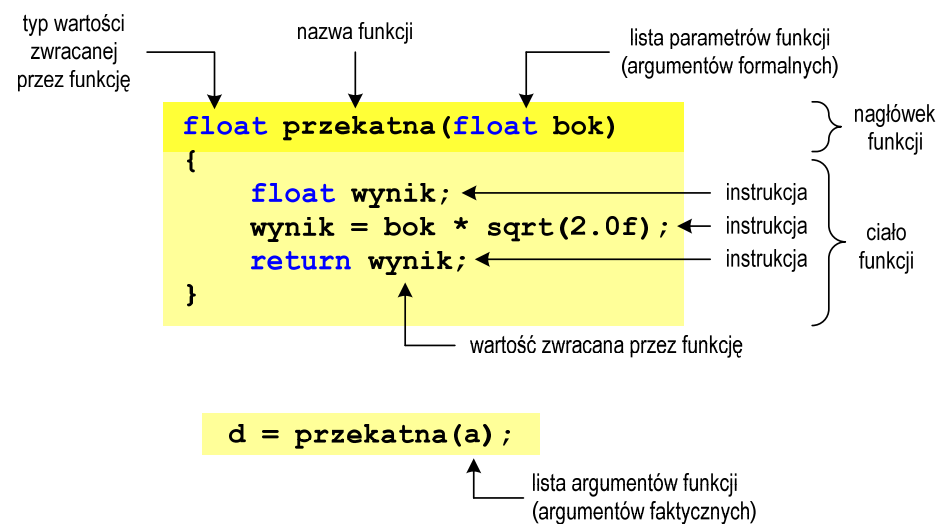 typ wartości
zwracanej
przez funkcję
nazwa funkcji
lista parametrów funkcji
(argumentów formalnych)
float przekatna(float bok)
nagłówek
funkcji
{
float wynik;
instrukcja
wynik = bok * sqrt(2.0f);
instrukcja
return wynik;
instrukcja
}
ciało
funkcji
wartość zwracana przez funkcję
d = przekatna(a);
lista argumentów funkcji
(argumentów faktycznych)